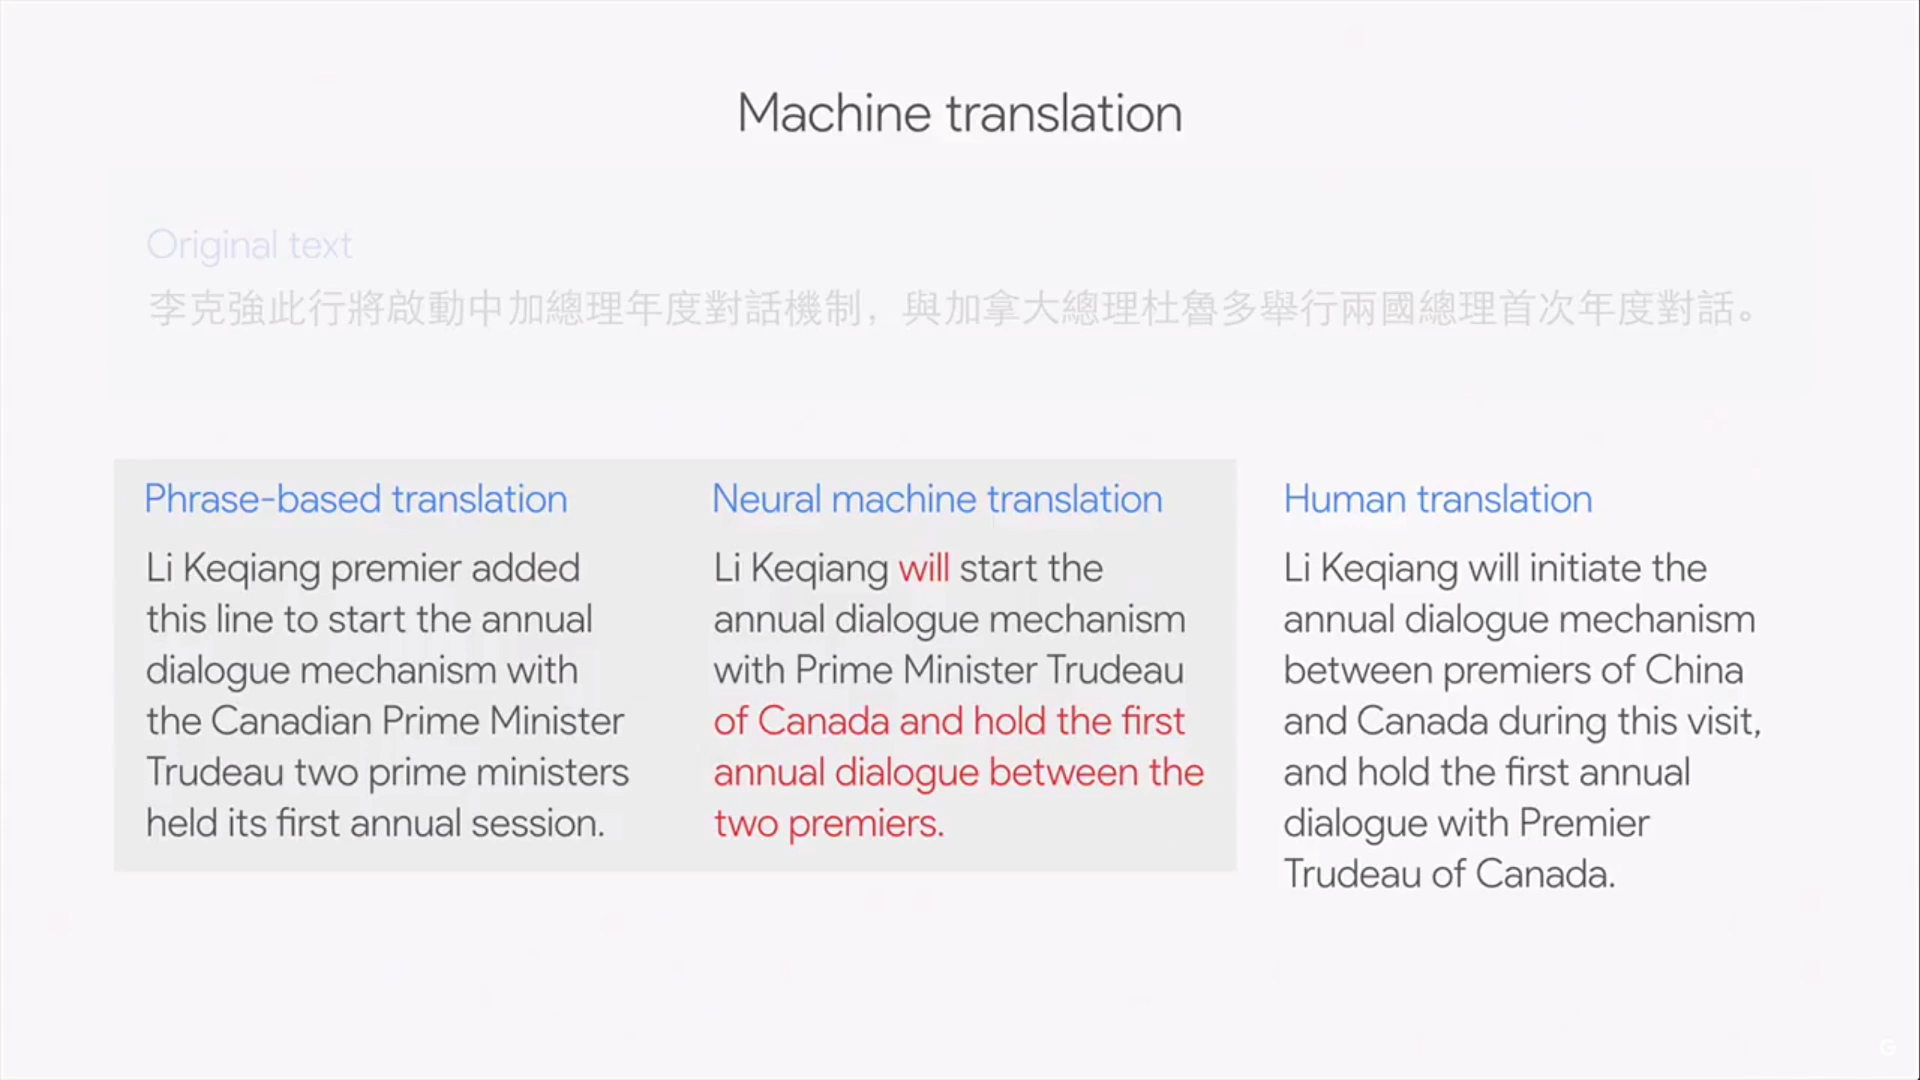 Machine translation
Original text
李克強此行將啟動中加總理年度對話機制，與加拿大總理杜魯多舉行兩國總理首次年度對話。
Phrase-based translation
Li Keqiang premier added
this line to start the annual
dialogue mechanism with
the Canadian Prime Minister
Trudeau two prime ministers
held its first annual session.
Neural machine translation
Li Keqiang will start the
annual dialogue mechanism
with Prime Minister Trudeau
of Canada and hold the first
annual dialogue between the
two premiers.
Human translation
Li Keqiang will initiate the
annual dialogue mechanism
between premiers of China
and Canada during this visit,
and hold the first annual
dialogue with Premier
Trudeau of Canada.